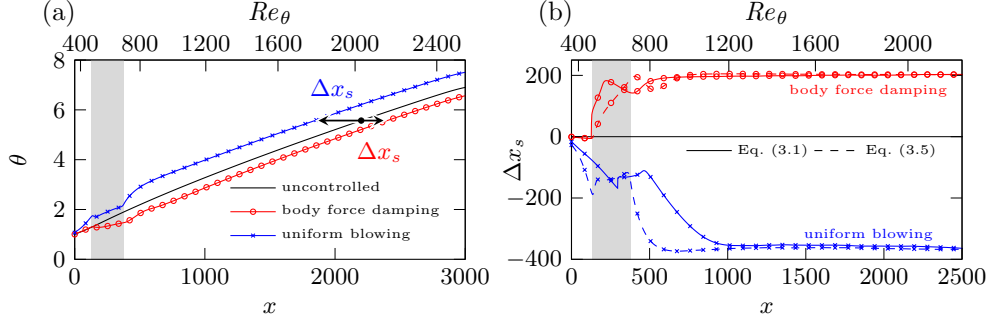 (a)
Re_θ
400 800 1200 1600 2000 2400
8
6
4
2
0
θ
Δx_s
Δx_s
uncontrolled
body force damping
uniform blowing
0 1000 2000 3000
x
(b)
Re_θ
400 800 1200 1600 2000
200
0
−200
−400
Δx_s
body force damping
Eq. (3.1) Eq. (3.5)
uniform blowing
0 500 1000 1500 2000 2500
x